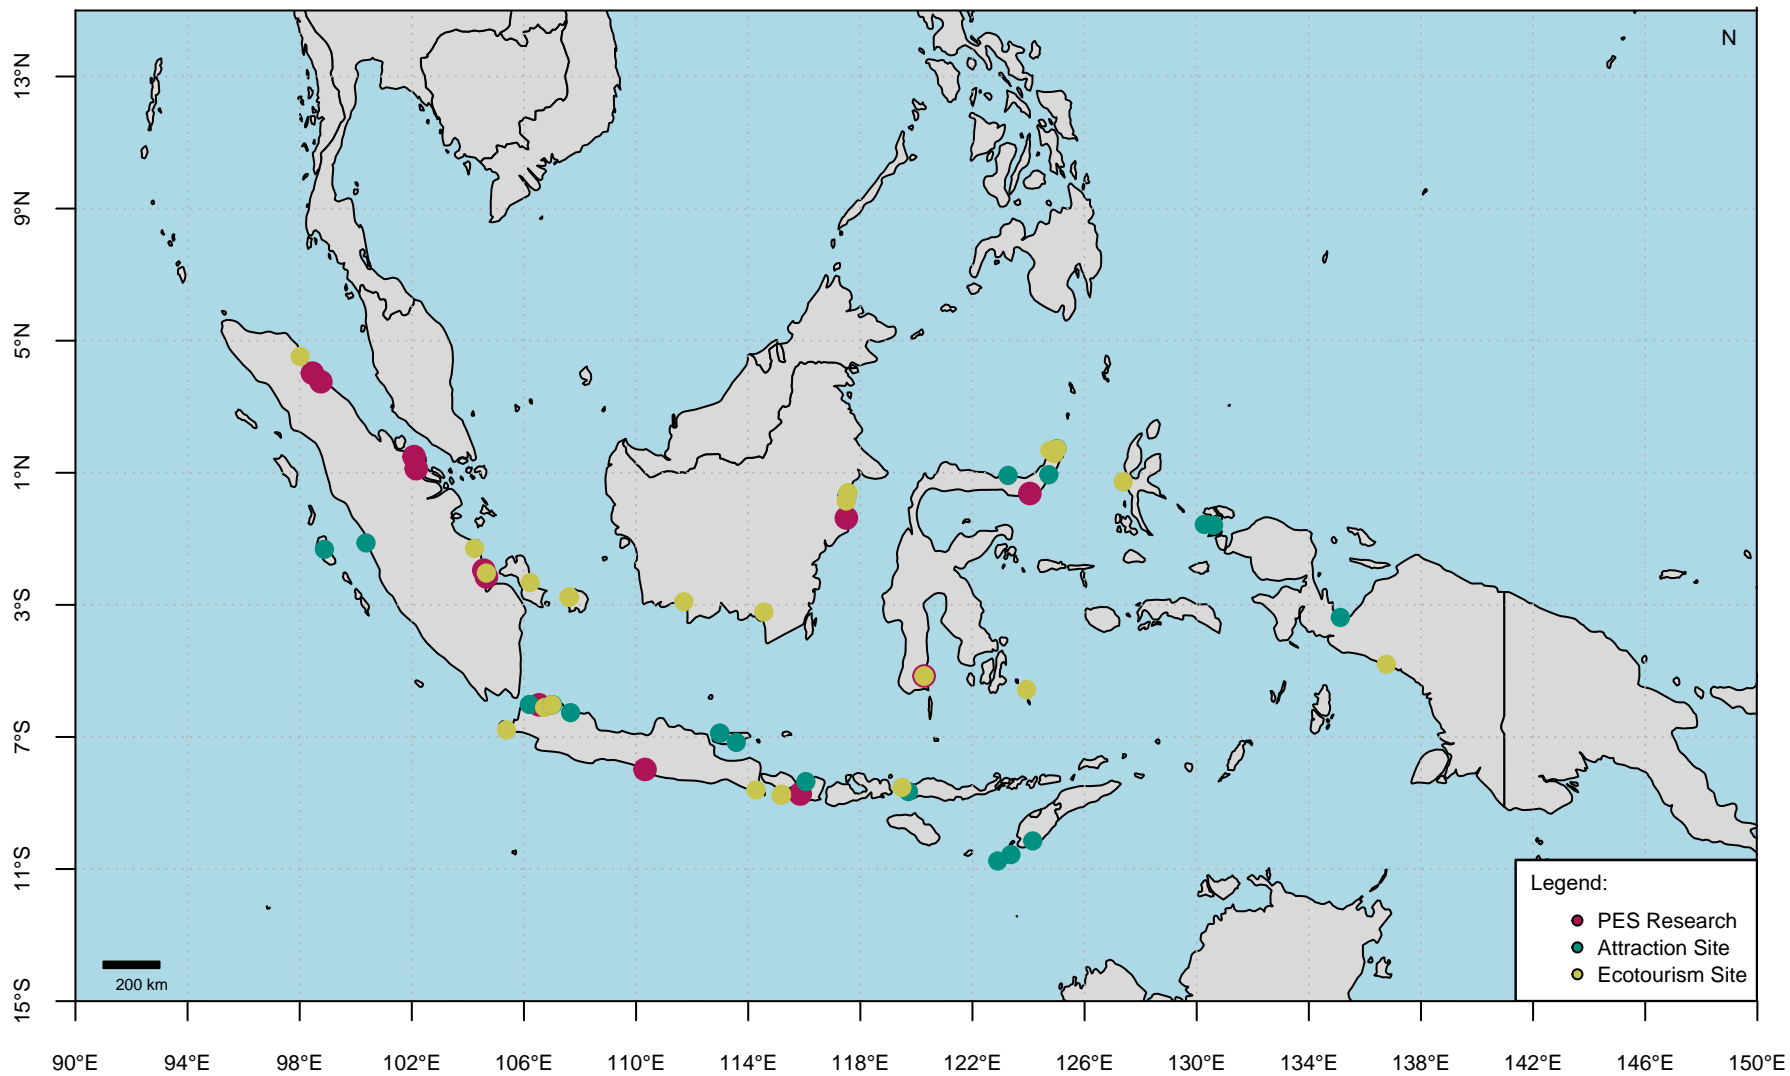 N
13°N
9°N
5°N
1°N
3°S
7°S
11°S
15°S
Legend:
PES Research
Attraction Site
Ecotourism Site
200 km
90°E 94°E 98°E 102°E 106°E 110°E 114°E 118°E 122°E 126°E 130°E 134°E 138°E 142°E 146°E 150°E